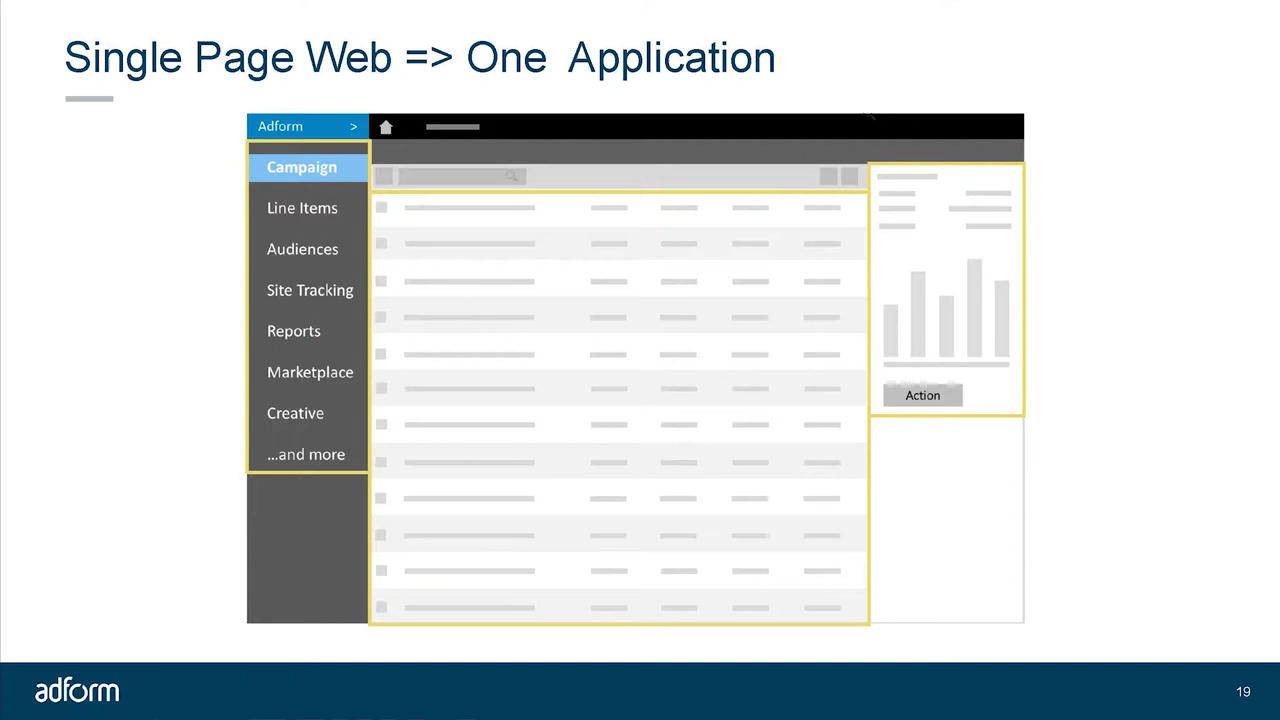 Single Page Web => One  Application
Adform >
Campaign
Line Items
Audiences
Site Tracking
Reports
Marketplace
Creative
...and more
Action
adform
19